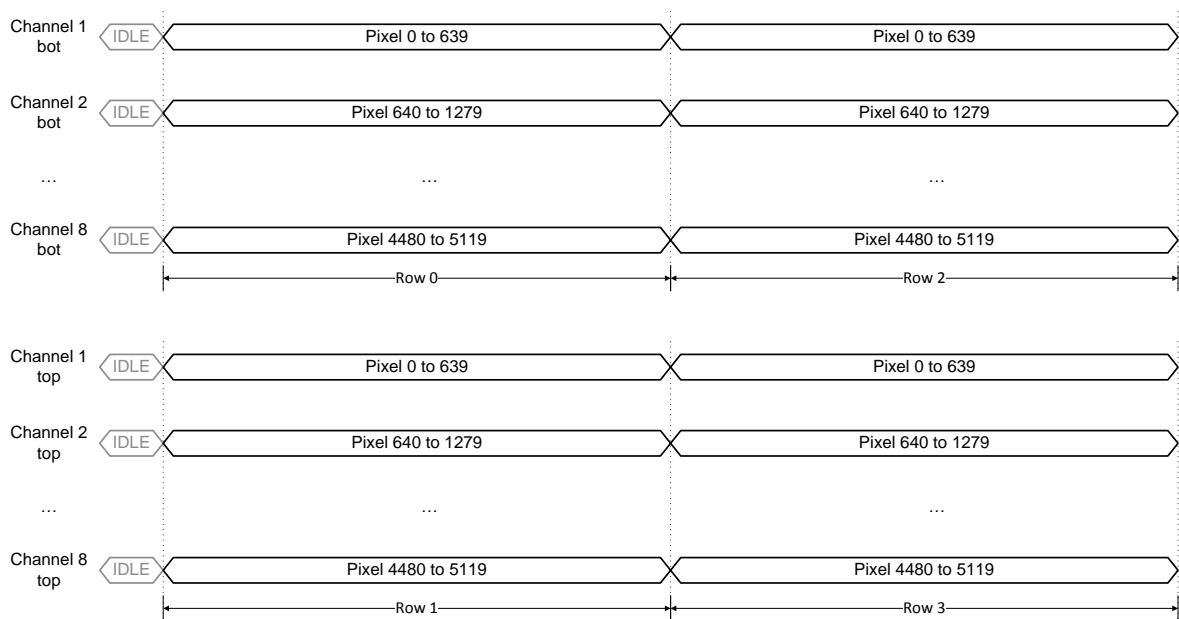 Channel 1
bot
IDLE
Pixel 0 to 639
Pixel 0 to 639
Channel 2
bot
IDLE
Pixel 640 to 1279
Pixel 640 to 1279
...
...
...
Channel 8
bot
IDLE
Pixel 4480 to 5119
Pixel 4480 to 5119
Row 0
Row 2
Channel 1
top
IDLE
Pixel 0 to 639
Pixel 0 to 639
Channel 2
top
IDLE
Pixel 640 to 1279
Pixel 640 to 1279
...
...
...
Channel 8
top
IDLE
Pixel 4480 to 5119
Pixel 4480 to 5119
Row 1
Row 3